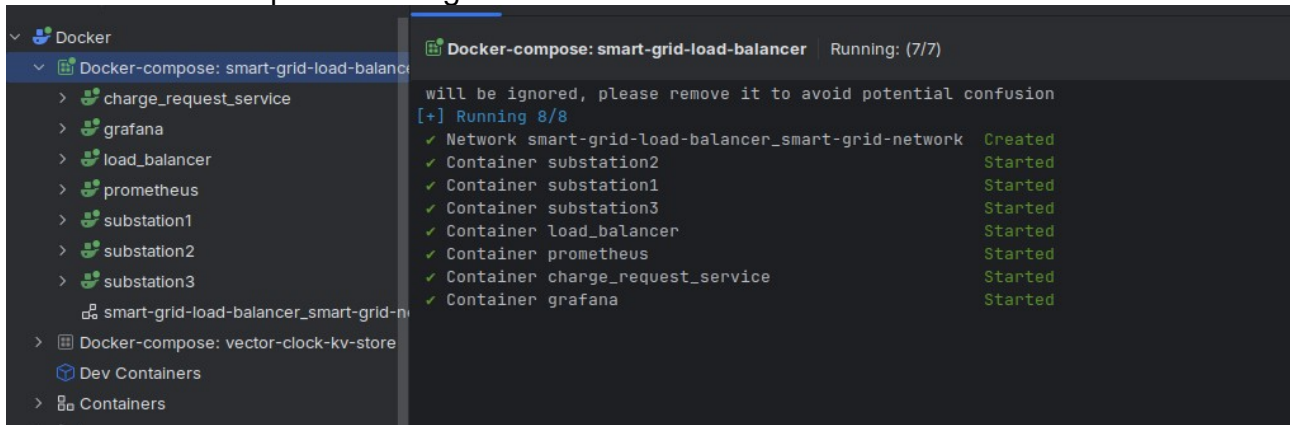 Docker
Docker-compose: smart-grid-load-balance
charge_request_service
grafana
load_balancer
prometheus
substation1
substation2
substation3
smart-grid-load-balancer_smart-grid-n
Docker-compose: vector-clock-kv-store
Dev Containers
Containers
Docker-compose: smart-grid-load-balancer Running: (7/7)
will be ignored, please remove it to avoid potential confusion
[+] Running 8/8
✔ Network smart-grid-load-balancer_smart-grid-network Created
✔ Container substation2 Started
✔ Container substation1 Started
✔ Container substation3 Started
✔ Container load_balancer Started
✔ Container prometheus Started
✔ Container charge_request_service Started
✔ Container grafana Started